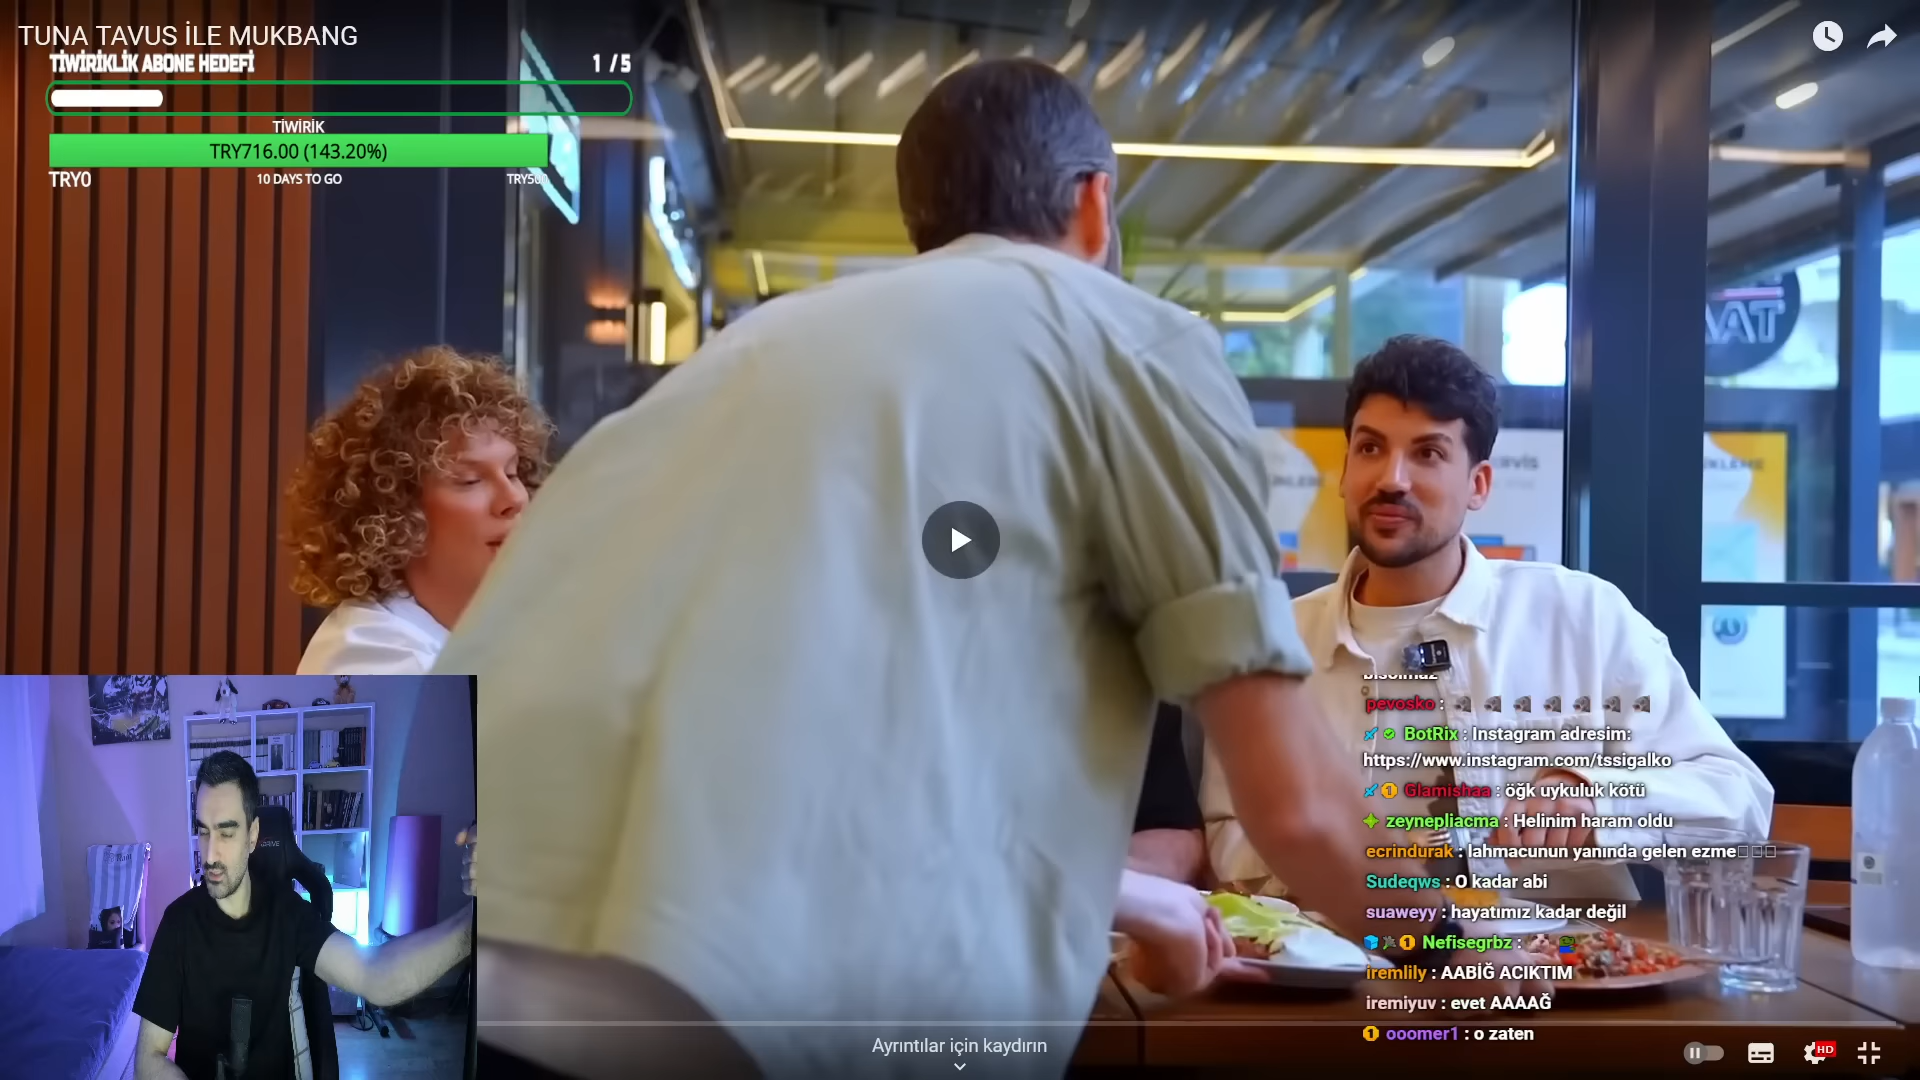 TUNA TAVUS İLE MUKBANG
TİWİRİKLİK ABONE HEDEFİ
1 / 5
TİWİRİK
TRY716.00 (143.20%)
TRY0
10 DAYS TO GO
pevosko :
BotRix : Instagram adresim:
https://www.instagram.com/tssigalko
Glamishaa : öğk uykuluk kötü
zeynepliacma : Helinim haram oldu
ecrindurak : lahmacunun yanında gelen ezme
Sudeqws : O kadar abi
suaweyy : hayatımız kadar değil
Nefisegrbz :
iremlily : AABİĞ ACIKTIM
iremiyuv : evet AAAAĞ
ooomer1 : o zaten
Ayrıntılar için kaydırın
HD